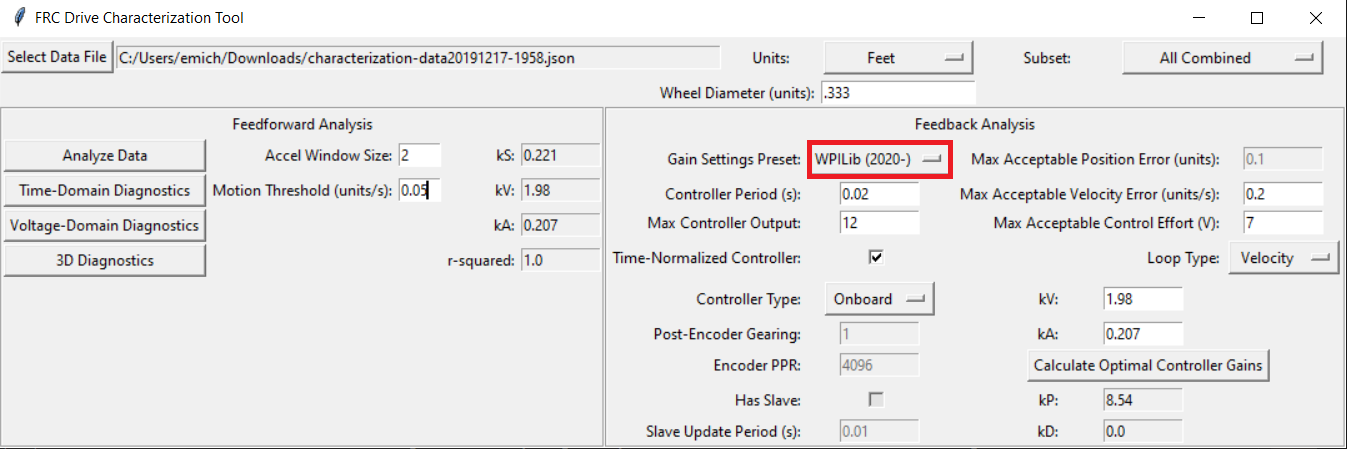 FRC Drive Characterization Tool
Select Data File C:/Users/emich/Downloads/characterization-data20191217-1958.json Units: Feet Subset: All Combined
Wheel Diameter (units): .333
Feedforward Analysis
Analyze Data Accel Window Size: 2 kS: 0.221
Time-Domain Diagnostics Motion Threshold (units/s): 0.05 kV: 1.98
Voltage-Domain Diagnostics kA: 0.207
3D Diagnostics r-squared: 1.0
Feedback Analysis
Gain Settings Preset: WPILib (2020-) Max Acceptable Position Error (units): 0.1
Controller Period (s): 0.02 Max Acceptable Velocity Error (units/s): 0.2
Max Controller Output: 12 Max Acceptable Control Effort (V): 7
Time-Normalized Controller: Loop Type: Velocity
Controller Type: Onboard kV: 1.98
Post-Encoder Gearing: 1 kA: 0.207
Encoder PPR: 4096 Calculate Optimal Controller Gains
Has Slave: kP: 8.54
Slave Update Period (s): 0.01 kD: 0.0